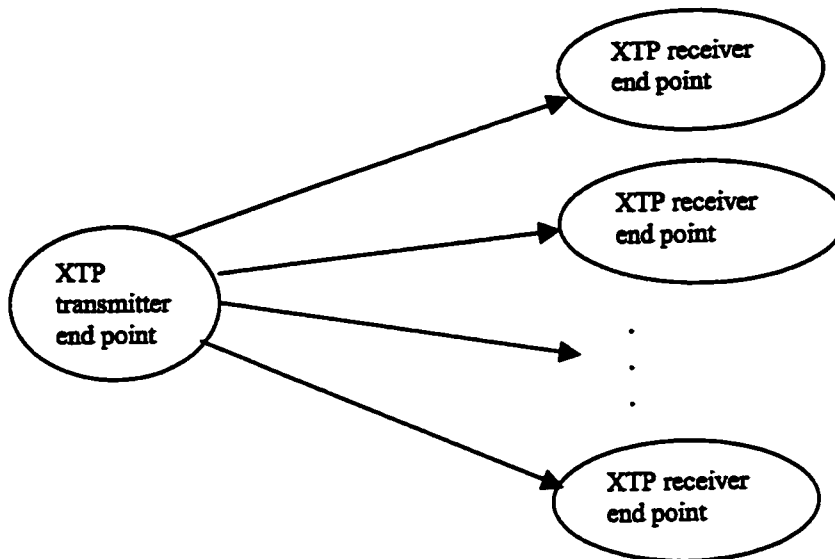 XTP receiver
end point
XTP receiver
end point
XTP
transmitter
end point
.
.
.
XTP receiver
end point